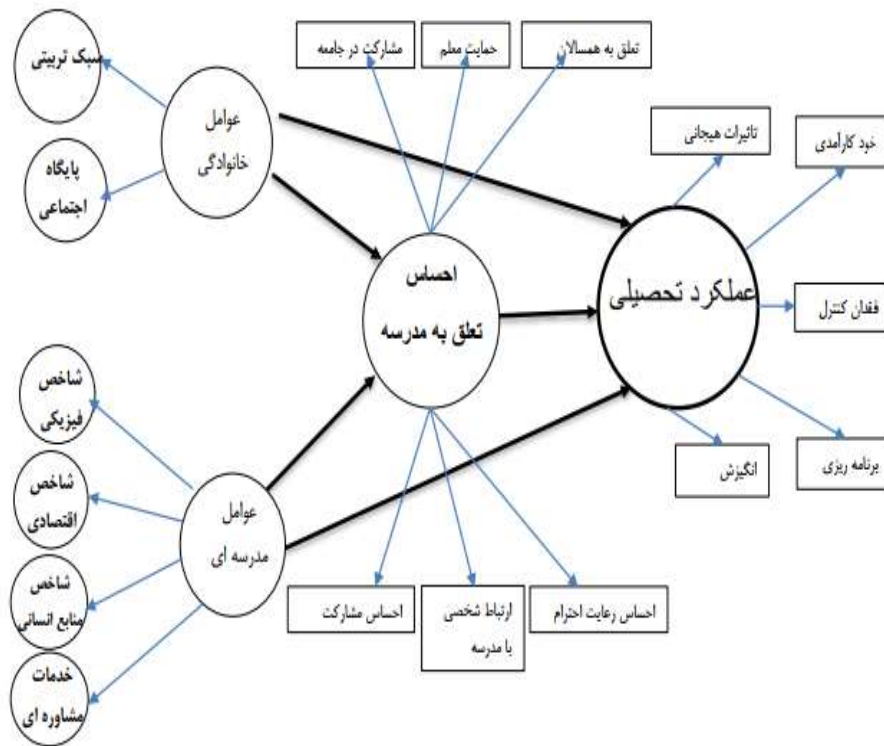 مشارکت در جامعه
حمایت معلم
تعلق به همسالان
سبک تربیتی
عوامل
خانوادگی
پایگاه
اجتماعی
تاثیرات هیجانی
خود کارآمدی
احساس
تعلق به مدرسه
عملکرد تحصیلی
فقدان کنترل
برنامه ریزی
انگیزش
شاخص
فیزیکی
شاخص
اقتصادی
شاخص
منابع انسانی
خدمات
مشاوره ای
عوامل
مدرسه ای
احساس مشارکت
ارتباط شخصی
با مدرسه
احساس رعایت احترام